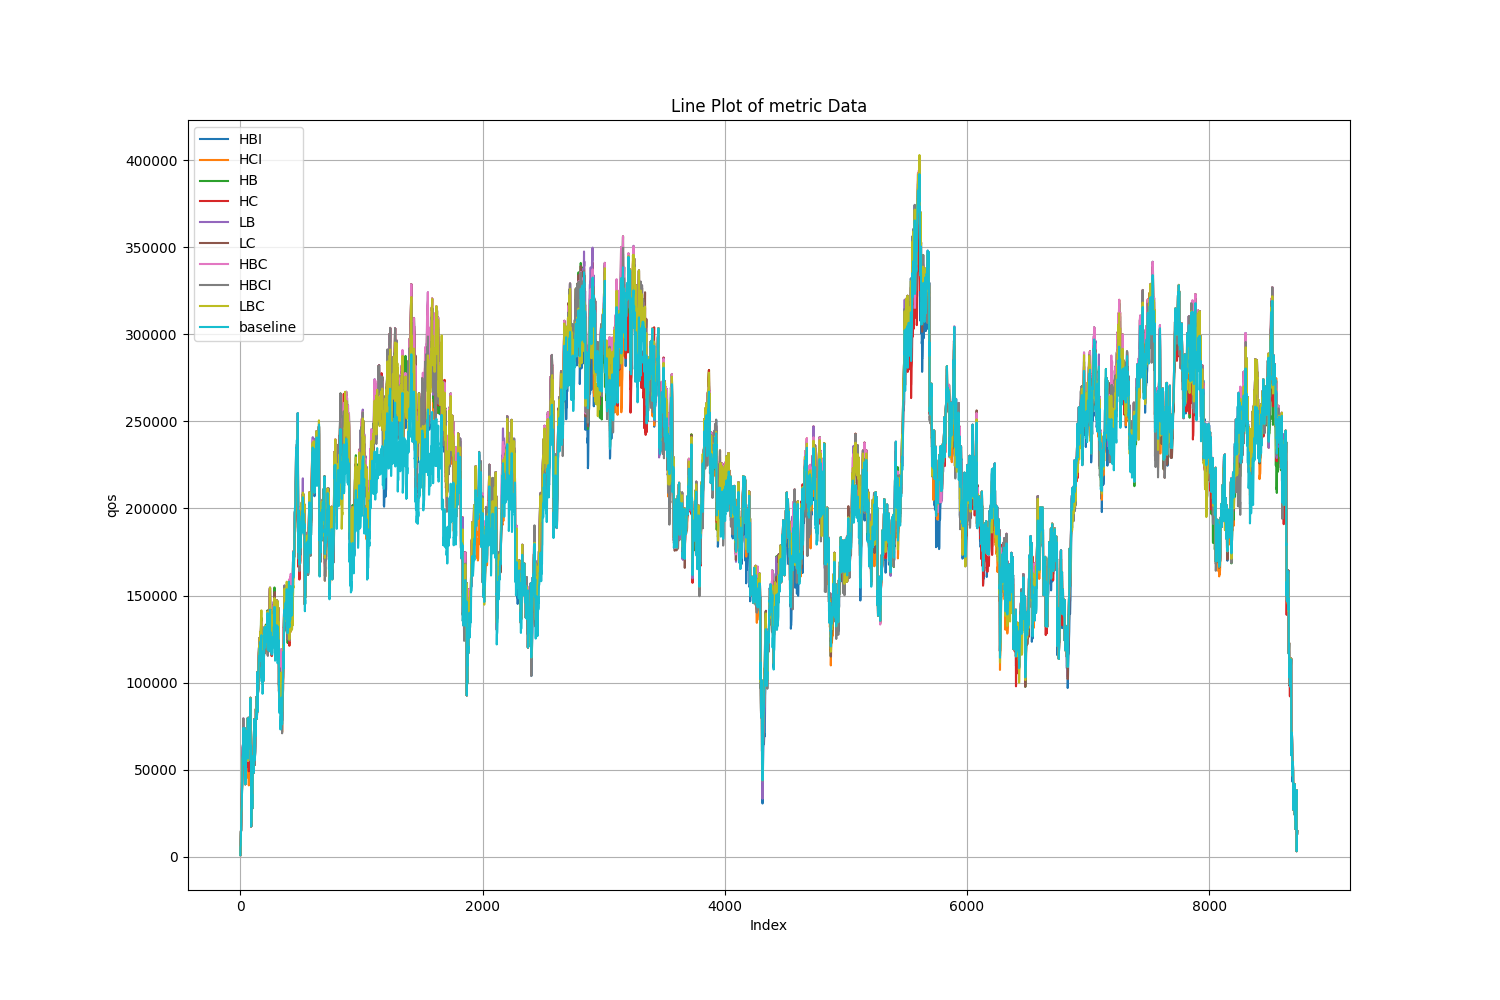 Line Plot of metric Data
HBI
HCI
HB
HC
LB
LC
HBC
HBCI
LBC
baseline
400000
350000
300000
250000
200000
150000
100000
50000
0
qos
0 2000 4000 6000 8000
Index